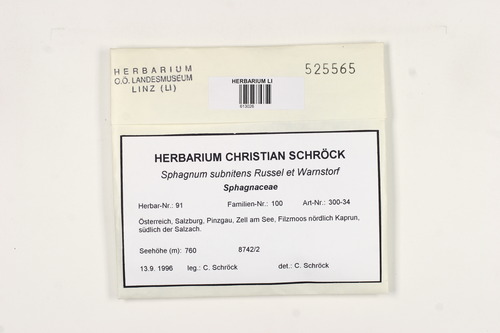 HERBARIUM
O.Ö. LANDESMUSEUM
LINZ (LI)
HERBARIUM LI
613026
525565
HERBARIUM CHRISTIAN SCHRÖCK
Sphagnum subnitens Russel et Warnstorf
Sphagnaceae
Herbar-Nr.: 91 Familien-Nr.: 100 Art-Nr.: 300-34
Österreich, Salzburg, Pinzgau, Zell am See, Filzmoos nördlich Kaprun,
südlich der Salzach.
Seehöhe (m): 760 8742/2
13.9. 1996 leg.: C. Schröck det.: C. Schröck